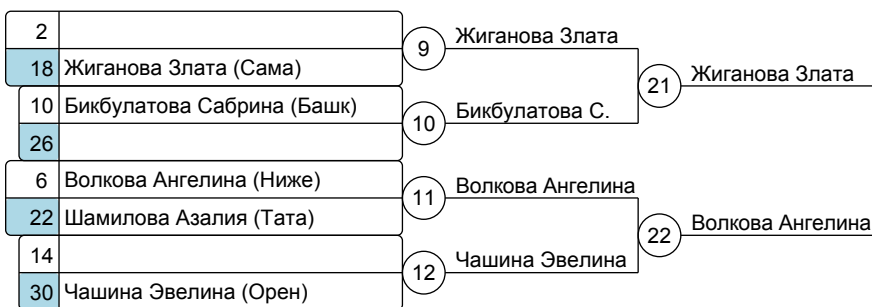 2
9 Жиганова Злата
18 Жиганова Злата (Сама)
21 Жиганова Злата
10 Бикбулатова Сабрина (Башк)
10 Бикбулатова С.
26
6 Волкова Ангелина (Ниже)
11 Волкова Ангелина
22 Шамилова Азалия (Тата)
22 Волкова Ангелина
14
12 Чашина Эвелина
30 Чашина Эвелина (Орен)